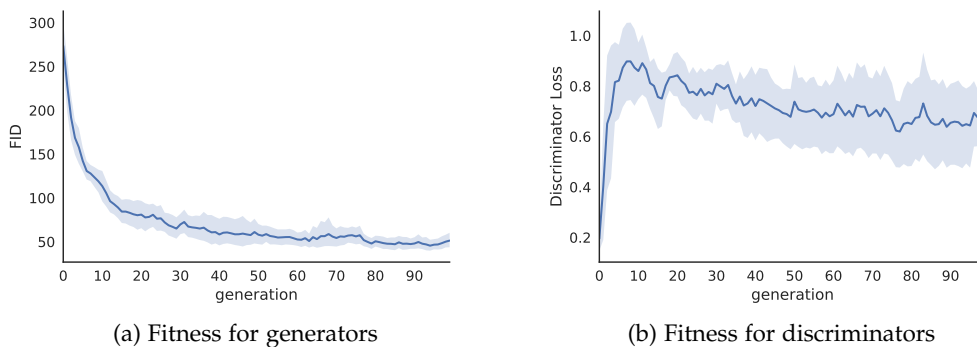 300
250
200
150
100
50
FID
0 10 20 30 40 50 60 70 80 90
generation
(a) Fitness for generators
1.0
0.8
0.6
0.4
0.2
Discriminator Loss
0 10 20 30 40 50 60 70 80 90
generation
(b) Fitness for discriminators